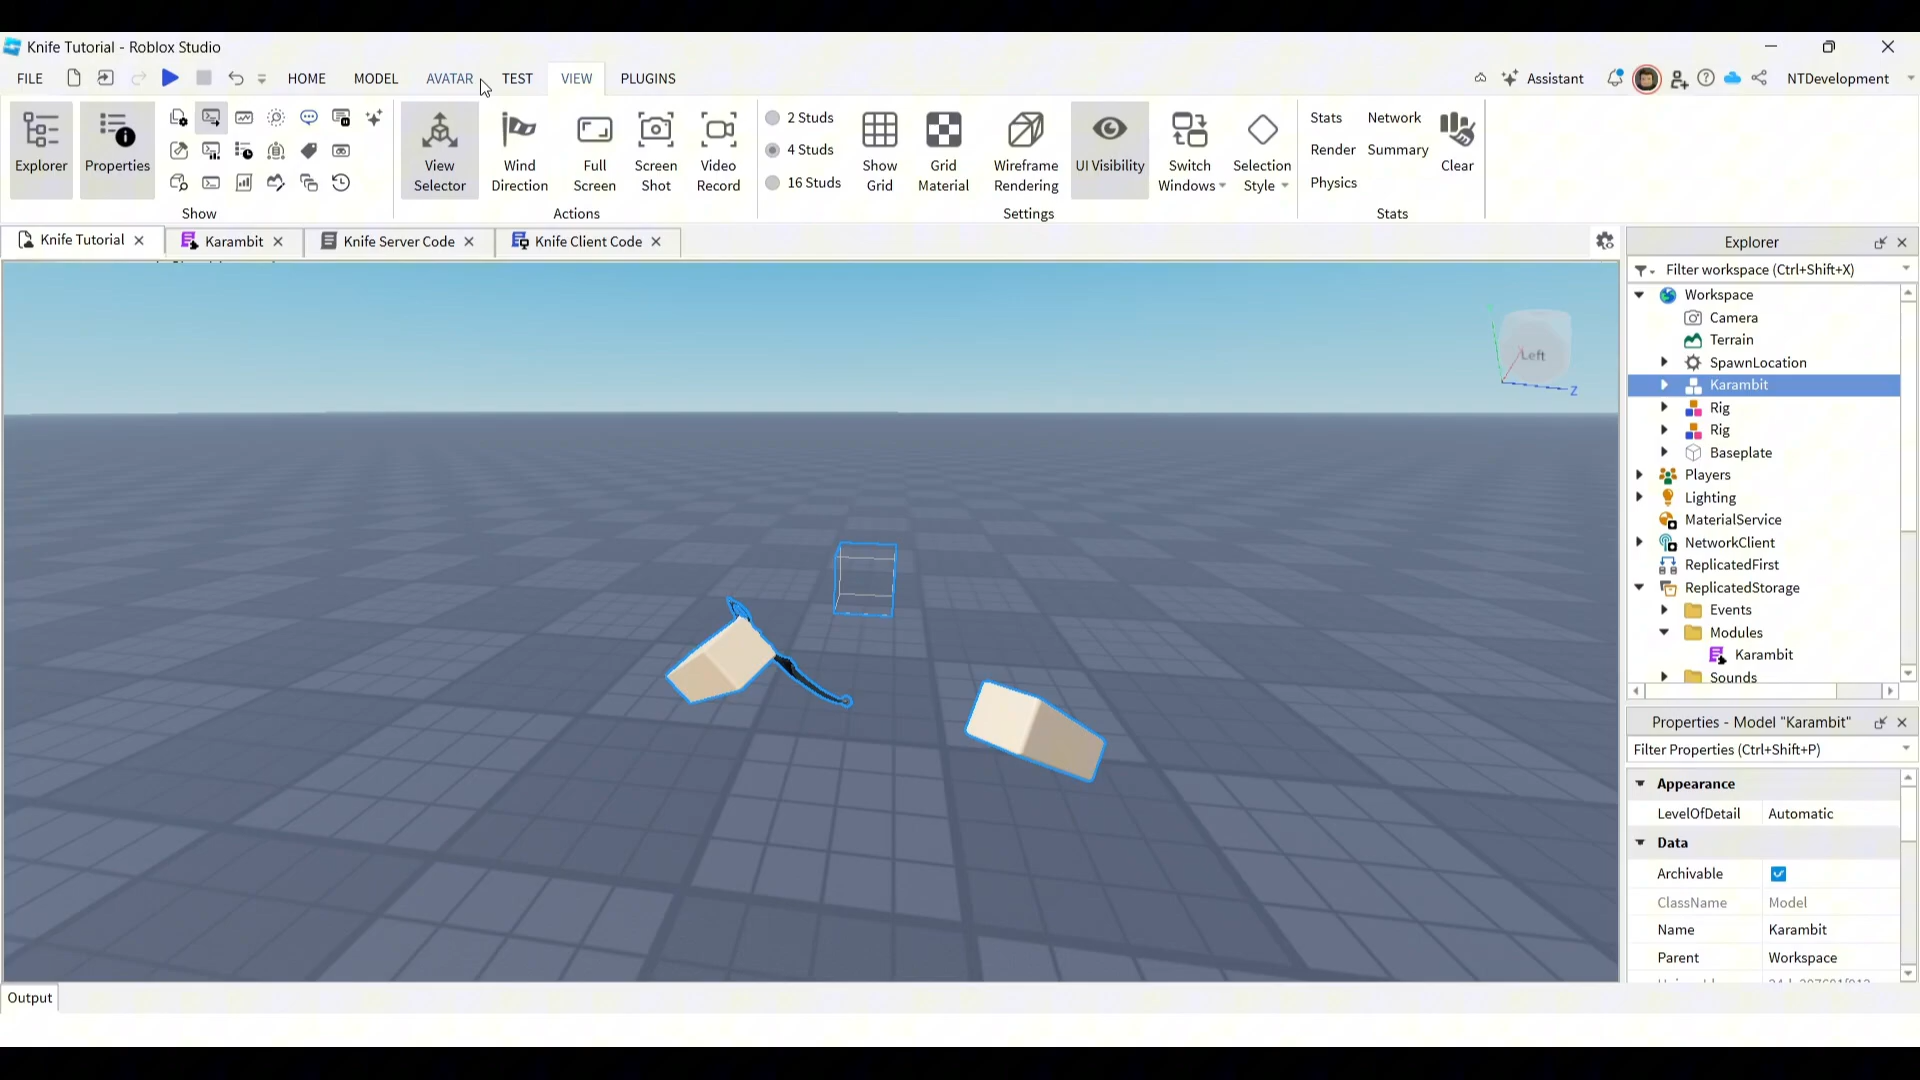 Knife Tutorial - Roblox Studio
FILE
HOME
MODEL
AVATAR
TEST
VIEW
PLUGINS
Assistant
NTDevelopment
Explorer
Properties
Show
View
Selector
Wind
Direction
Full
Screen
Screen
Shot
Video
Record
Actions
2 Studs
4 Studs
16 Studs
Show
Grid
Grid
Material
Wireframe
Rendering
UI Visibility
Switch
Windows
Selection
Style
Settings
Stats
Network
Render
Summary
Physics
Clear
Stats
Knife Tutorial
Karambit
Knife Server Code
Knife Client Code
Left
Z
Explorer
Filter workspace (Ctrl+Shift+X)
Workspace
Camera
Terrain
SpawnLocation
Karambit
Rig
Rig
Baseplate
Players
Lighting
MaterialService
NetworkClient
ReplicatedFirst
ReplicatedStorage
Events
Modules
Karambit
Sounds
Properties - Model "Karambit"
Filter Properties (Ctrl+Shift+P)
Appearance
LevelOfDetail Automatic
Data
Archivable
ClassName Model
Name Karambit
Parent Workspace
Output